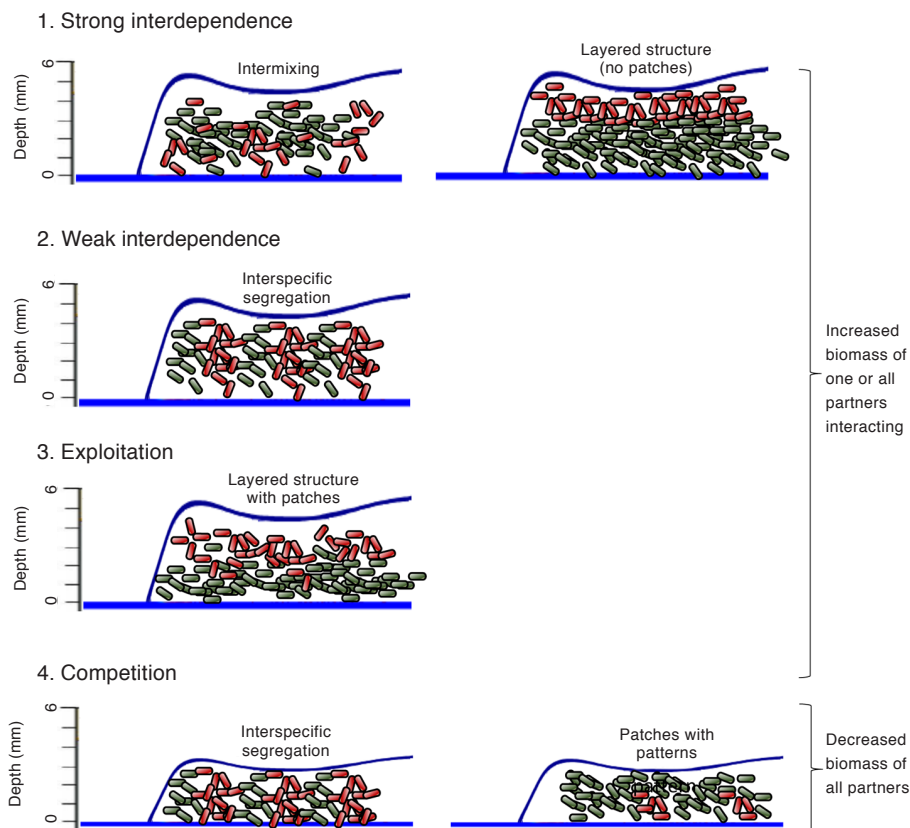 1. Strong interdependence
Intermixing
Layered structure
(no patches)
6
Depth (mm)
0
2. Weak interdependence
Interspecific
segregation
6
Depth (mm)
0
Increased
biomass of
one or all
partners
interacting
3. Exploitation
Layered structure
with patches
6
Depth (mm)
0
4. Competition
Interspecific
segregation
Patches with
patterns
6
Depth (mm)
0
Decreased
biomass of
all partners